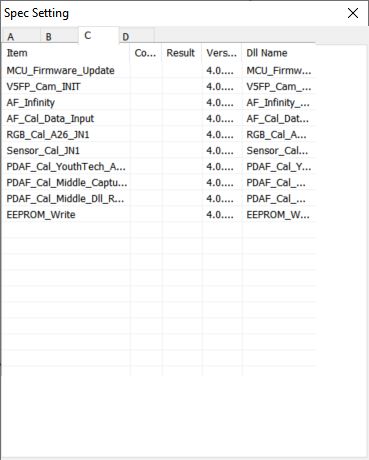 Spec Setting
A B C D
Item Co... Result Vers... Dll Name
MCU_Firmware_Update 4.0.... MCU_Firmw...
V5FP_Cam_INIT 4.0.... V5FP_Cam_...
AF_Infinity 4.0.... AF_Infinity_...
AF_Cal_Data_Input 4.0.... AF_Cal_Dat...
RGB_Cal_A26_JN1 4.0.... RGB_Cal_A...
Sensor_Cal_JN1 4.0.... Sensor_Cal...
PDAF_Cal_YouthTech_A... 4.0.... PDAF_Cal_Y...
PDAF_Cal_Middle_Captu... 4.0.... PDAF_Cal_...
PDAF_Cal_Middle_Dll_R... 4.0.... PDAF_Cal_...
EEPROM_Write 4.0.... EEPROM_W...